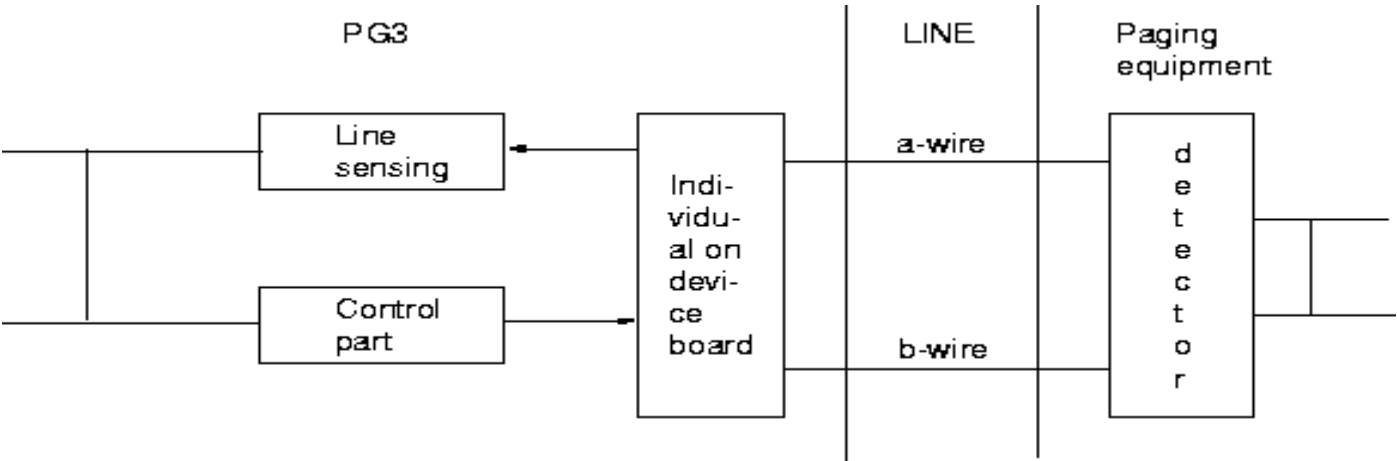 PG3
LINE
Paging
equipment
Line
sensing
a-wire
Indi-
vidu-
al on
devi-
ce
board
Control
part
b-wire
d
e
t
e
c
t
o
r